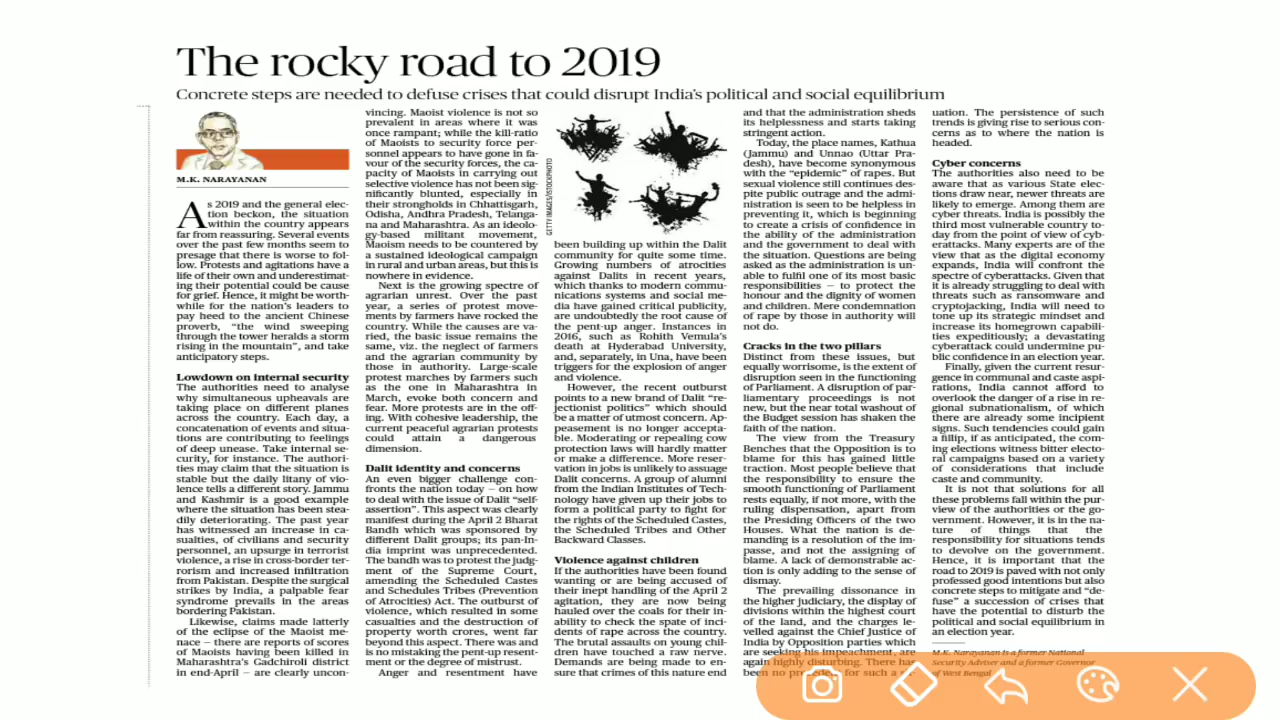 The rocky road to 2019
Concrete steps are needed to defuse crises that could disrupt India's political and social equilibrium
M.K. NARAYANAN
As 2019 and the general elec-
tion beckon, the situation
within the country appears
far from reassuring. Several events
over the past few months seem to
presage that there is worse to fol-
low. Protests and agitations have a
life of their own and underestimat-
ing their potential could be cause
for grief. Hence, it might be worth-
while for the nation's leaders to
pay heed to the ancient Chinese
proverb, "the wind sweeping
through the tower heralds a storm
rising in the mountain", and take
anticipatory steps.
Lowdown on internal security
The authorities need to analyse
why simultaneous upheavals are
taking place on different planes
across the country. Each day, a
concatenation of events and situa-
tions are contributing to feelings
of deep unease. Take internal se-
curity, for instance. The authori-
ties may claim that the situation is
stable but the daily litany of vio-
lence tells a different story. Jammu
and Kashmir is a good example
where the situation has been stea-
dily deteriorating. The past year
has witnessed an increase in ca-
sualties, of civilians and security
personnel, an upsurge in terrorist
violence, a rise in cross-border ter-
rorism and increased infiltration
from Pakistan. Despite the surgical
strikes by India, a palpable fear
syndrome prevails in the areas
bordering Pakistan.
Likewise, claims made latterly
of the eclipse of the Maoist me-
nace – there are reports of scores
of Maoists having been killed in
Maharashtra's Gadchiroli district
in end-April – are clearly uncon-
vincing. Maoist violence is not so
prevalent in areas where it was
once rampant; while the kill-ratio
of Maoists to security force per-
sonnel appears to have gone in fa-
vour of the security forces, the ca-
pacity of Maoists in carrying out
selective violence has not been sig-
nificantly blunted, especially in
their strongholds in Chhattisgarh,
Odisha, Andhra Pradesh, Telanga-
na and Maharashtra. As an ideolo-
gy-based militant movement,
Maoism needs to be countered by
a sustained ideological campaign
in rural and urban areas, but this is
nowhere in evidence.
Next is the growing spectre of
agrarian unrest. Over the past
year, a series of protest move-
ments by farmers have rocked the
country. While the causes are va-
ried, the basic issue remains the
same, viz. the neglect of farmers
and the agrarian community by
those in authority. Large-scale
protest marches by farmers such
as the one in Maharashtra in
March, evoke both concern and
fear. More protests are in the off-
ing. With cohesive leadership, the
current peaceful agrarian protests
could attain a dangerous
dimension.
Dalit identity and concerns
An even bigger challenge con-
fronts the nation today – on how
to deal with the issue of Dalit "self-
assertion". This aspect was clearly
manifest during the April 2 Bharat
Bandh which was sponsored by
different Dalit groups; its pan-In-
dia imprint was unprecedented.
The bandh was to protest the judg-
ment of the Supreme Court,
amending the Scheduled Castes
and Schedules Tribes (Prevention
of Atrocities) Act. The outburst of
violence, which resulted in some
casualties and the destruction of
property worth crores, went far
beyond this aspect. There was and
is no mistaking the pent-up resent-
ment or the degree of mistrust.
Anger and resentment have
GETTY IMAGES/ISTOCKPHOTO
been building up within the Dalit
community for quite some time.
Growing numbers of atrocities
against Dalits in recent years,
which thanks to modern commu-
nications systems and social me-
dia have gained critical publicity,
are undoubtedly the root cause of
the pent-up anger. Instances in
2016, such as Rohith Vemula's
death at Hyderabad University,
and, separately, in Una, have been
triggers for the explosion of anger
and violence.
However, the recent outburst
points to a new brand of Dalit "re-
jectionist politics" which should
be a matter of utmost concern. Ap-
peasement is no longer accepta-
ble. Moderating or repealing cow
protection laws will hardly matter
or make a difference. More reser-
vation in jobs is unlikely to assuage
Dalit concerns. A group of alumni
from the Indian Institutes of Tech-
nology have given up their jobs to
form a political party to fight for
the rights of the Scheduled Castes,
the Scheduled Tribes and Other
Backward Classes.
Violence against children
If the authorities have been found
wanting or are being accused of
their inept handling of the April 2
agitation, they are now being
hauled over the coals for their in-
ability to check the spate of inci-
dents of rape across the country.
The brutal assaults on young chil-
dren have touched a raw nerve.
Demands are being made to en-
sure that crimes of this nature end
and that the administration sheds
its helplessness and starts taking
stringent action.
Today, the place names, Kathua
(Jammu) and Unnao (Uttar Pra-
desh), have become synonymous
with the "epidemic" of rapes. But
sexual violence still continues des-
pite public outrage and the admi-
nistration is seen to be helpless in
preventing it, which is beginning
to create a crisis of confidence in
the ability of the administration
and the government to deal with
the situation. Questions are being
asked as the administration is un-
able to fulfil one of its most basic
responsibilities – to protect the
honour and the dignity of women
and children. Mere condemnation
of rape by those in authority will
not do.
Cracks in the two pillars
Distinct from these issues, but
equally worrisome, is the extent of
disruption seen in the functioning
of Parliament. A disruption of par-
liamentary proceedings is not
new, but the near total washout of
the Budget session has shaken the
faith of the nation.
The view from the Treasury
Benches that the Opposition is to
blame for this has gained little
traction. Most people believe that
the responsibility to ensure the
smooth functioning of Parliament
rests equally, if not more, with the
ruling dispensation, apart from
the Presiding Officers of the two
Houses. What the nation is de-
manding is a resolution of the im-
passe, and not the assigning of
blame. A lack of demonstrable ac-
tion is only adding to the sense of
dismay.
The prevailing dissonance in
the higher judiciary, the display of
divisions within the highest court
of the land, and the charges le-
velled against the Chief Justice of
India by Opposition parties which
are seeking his impeachment, are
again highly disturbing. There has
been no for such a
uation. The persistence of such
trends is giving rise to serious con-
cerns as to where the nation is
headed.
Cyber concerns
The authorities also need to be
aware that as various State elec-
tions draw near, newer threats are
likely to emerge. Among them are
cyber threats. India is possibly the
third most vulnerable country to-
day from the point of view of cyb-
erattacks. Many experts are of the
view that as the digital economy
expands, India will confront the
spectre of cyberattacks. Given that
it is already struggling to deal with
threats such as ransomware and
cryptojacking, India will need to
tone up its strategic mindset and
increase its homegrown capabili-
ties expeditiously; a devastating
cyberattack could undermine pu-
blic confidence in an election year.
Finally, given the current resur-
gence in communal and caste aspi-
rations, India cannot afford to
overlook the danger of a rise in re-
gional subnationalism, of which
there are already some incipient
signs. Such tendencies could gain
a fillip, if as anticipated, the com-
ing elections witness bitter electo-
ral campaigns based on a variety
of considerations that include
caste and community.
It is not that solutions for all
these problems fall within the pur-
view of the authorities or the go-
vernment. However, it is in the na-
ture of things that the
responsibility for situations tends
to devolve on the government.
Hence, it is important that the
road to 2019 is paved with not only
professed good intentions but also
concrete steps to mitigate and "de-
fuse" a succession of crises that
have the potential to disturb the
political and social equilibrium in
an election year.
M.K. Narayanan is a former National
Security Adviser and a former Governor
of West Bengal